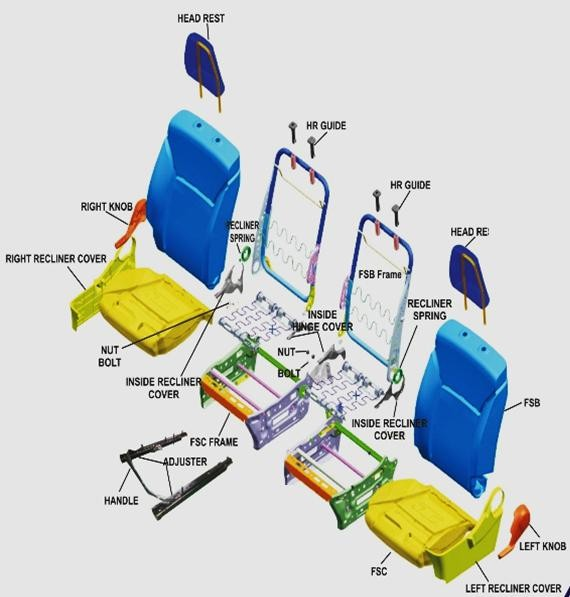 HEAD REST
HR GUIDE
HR GUIDE
RIGHT KNOB
RECLINER
SPRING
HEAD RES
RIGHT RECLINER COVER
FSB Frame
RECLINER
SPRING
INSIDE
HINGE COVER
NUT
BOLT
NUT
BOLT
INSIDE RECLINER
COVER
FSB
INSIDE RECLINER
COVER
FSC FRAME
ADJUSTER
HANDLE
LEFT KNOB
FSC
LEFT RECLINER COVER